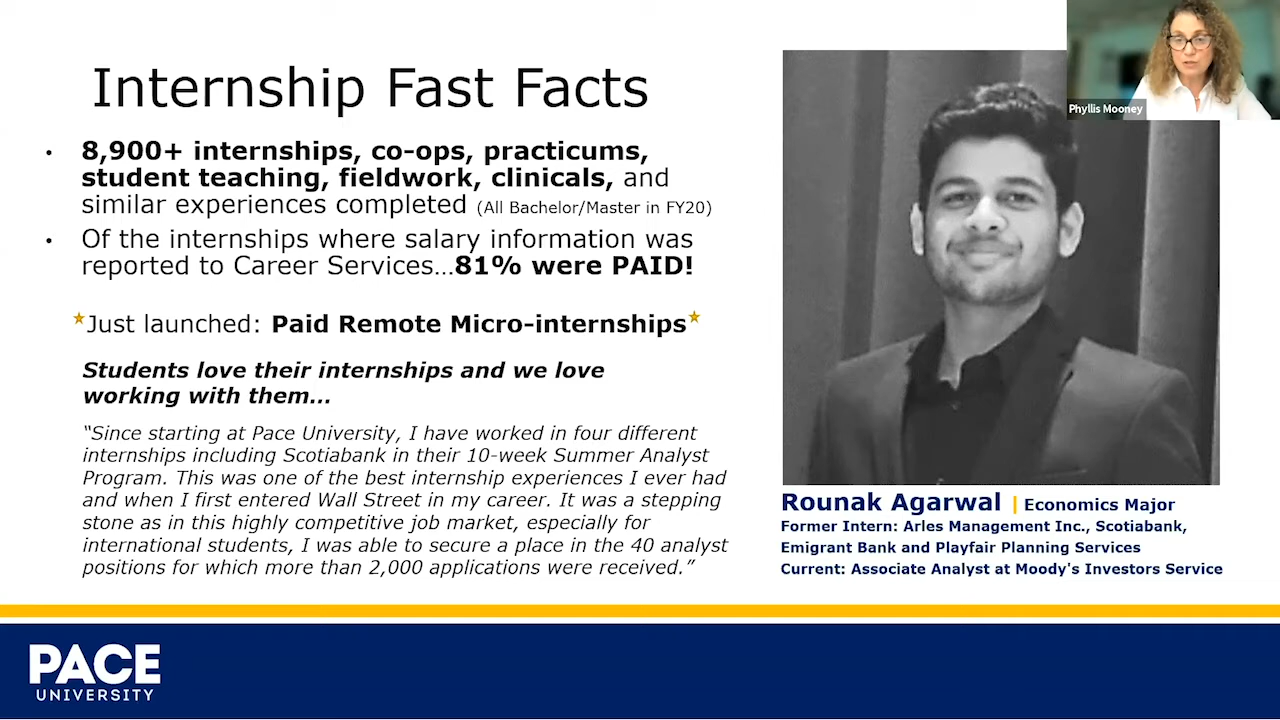 Internship Fast Facts
• 8,900+ internships, co-ops, practicums,
student teaching, fieldwork, clinicals, and
similar experiences completed (All Bachelor/Master in FY20)
• Of the internships where salary information was
reported to Career Services...81% were PAID!
Just launched: Paid Remote Micro-internships
Students love their internships and we love
working with them...
“Since starting at Pace University, I have worked in four different
internships including Scotiabank in their 10-week Summer Analyst
Program. This was one of the best internship experiences I ever had
and when I first entered Wall Street in my career. It was a stepping
stone as in this highly competitive job market, especially for
international students, I was able to secure a place in the 40 analyst
positions for which more than 2,000 applications were received.”
Phyllis Mooney
Rounak Agarwal | Economics Major
Former Intern: Arles Management Inc., Scotiabank,
Emigrant Bank and Playfair Planning Services
Current: Associate Analyst at Moody's Investors Service
PACE
UNIVERSITY